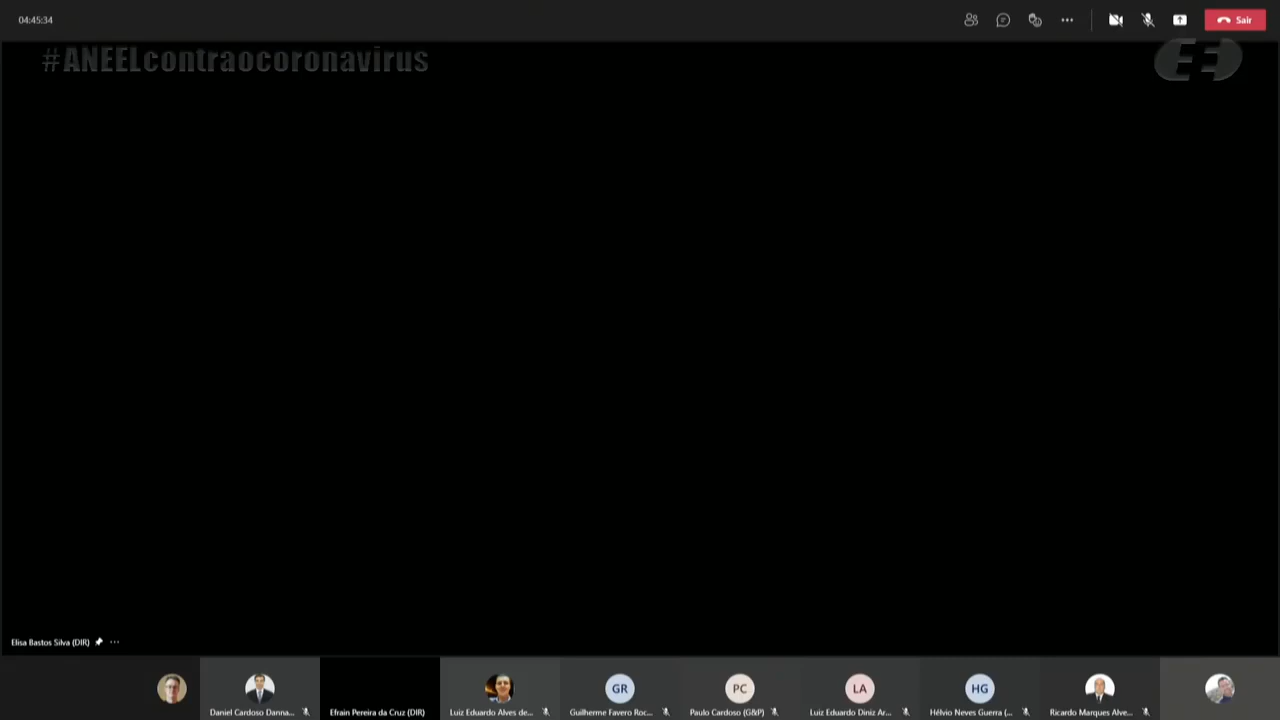 04:45:34
Sair
#ANEELcontraocoronavirus
Elisa Bastos Silva (DIR)
Daniel Cardoso Danna...
Efrain Pereira da Cruz (DIR)
Luiz Eduardo Alves de...
GR
Guilherme Favero Roc...
PC
Paulo Cardoso (G&P)
LA
Luiz Eduardo Diniz Ar...
HG
Hélvio Neves Guerra (...
Ricardo Marques Alve...